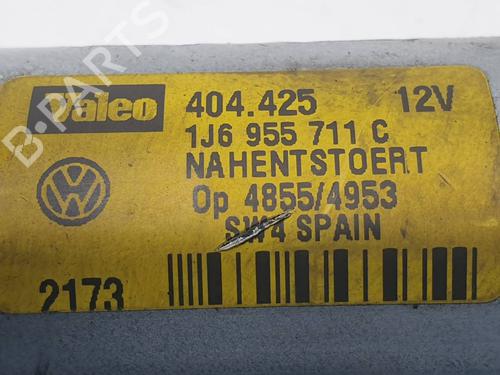 B-PARTS
Valeo 404.425 12V
1J6 955 711 C
NAHENTSTOERT
Op 4855/4953
SW4 SPAIN
2173